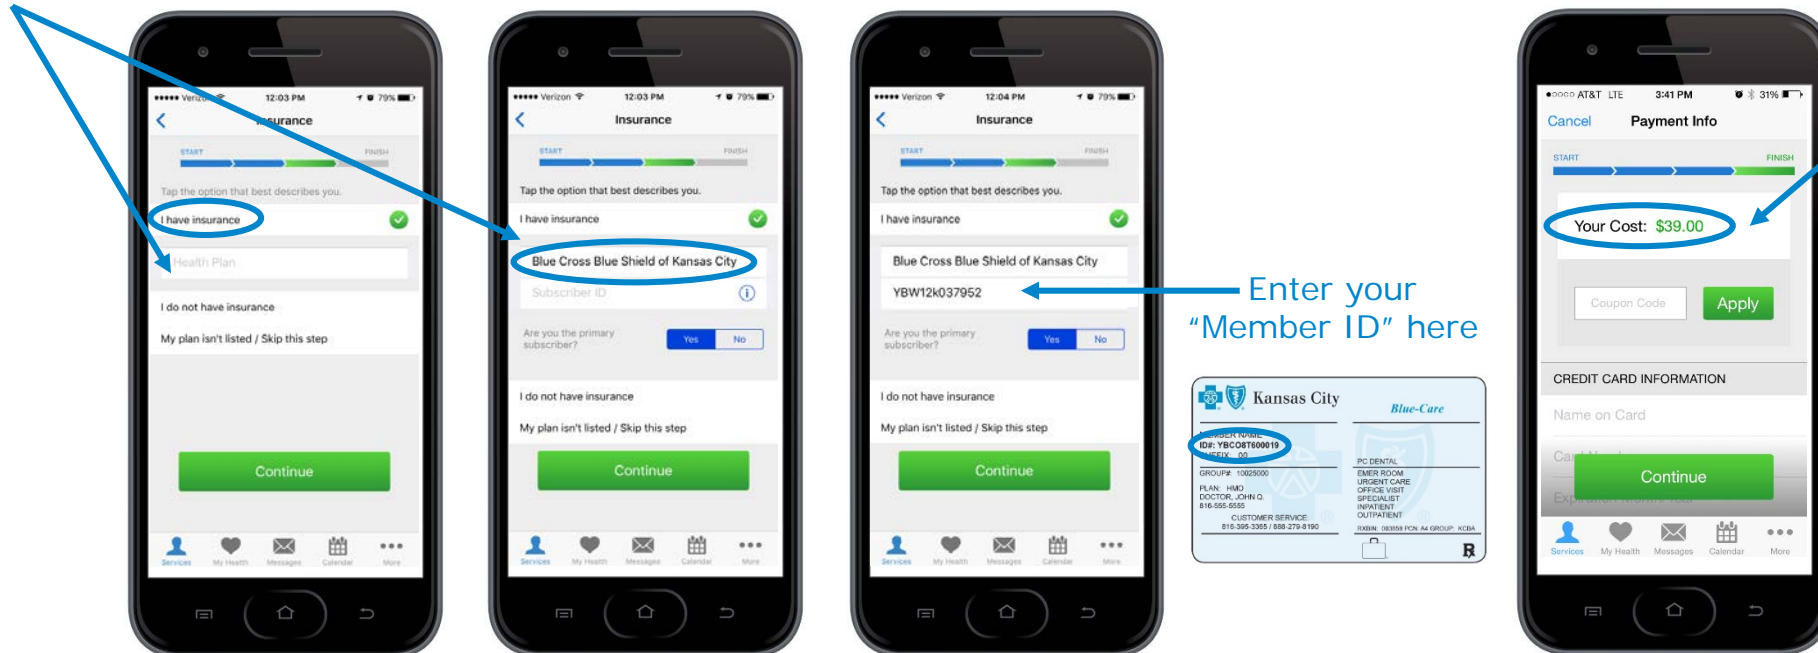 Verizon 12:03 PM 79%
Insurance
START FINISH
Tap the option that best describes you.
I have insurance
Health Plan
I do not have insurance
My plan isn't listed / Skip this step
Continue
Services My Health Messages Calendar More
Verizon 12:03 PM 79%
Insurance
START FINISH
Tap the option that best describes you.
I have insurance
Blue Cross Blue Shield of Kansas City
Subscriber ID
Are you the primary
subscriber?
Yes No
I do not have insurance
My plan isn't listed / Skip this step
Continue
Services My Health Messages Calendar More
Verizon 12:04 PM 79%
Insurance
START FINISH
Tap the option that best describes you.
I have insurance
Blue Cross Blue Shield of Kansas City
YBW12k037952
Are you the primary
subscriber?
Yes No
I do not have insurance
My plan isn't listed / Skip this step
Continue
Services My Health Messages Calendar More
Enter your
"Member ID" here
Kansas City
Blue-Care
MEMBER NAME
ID#: YBCO8T600019
SUFFIX: 00
GROUP#: 10025000
PLAN: HMO
DOCTOR, JOHN Q.
816-555-5555
CUSTOMER SERVICE:
816-395-3365 / 888-279-8190
PC DENTAL
EMER ROOM
URGENT CARE
OFFICE VISIT
SPECIALIST
INPATIENT
OUTPATIENT
RXBIN: 003858 PCN: A4 GROUP: KCBA
AT&T LTE 3:41 PM 31%
Cancel Payment Info
START FINISH
Your Cost: $39.00
Coupon Code Apply
CREDIT CARD INFORMATION
Name on Card
Continue
Services My Health Messages Calendar More